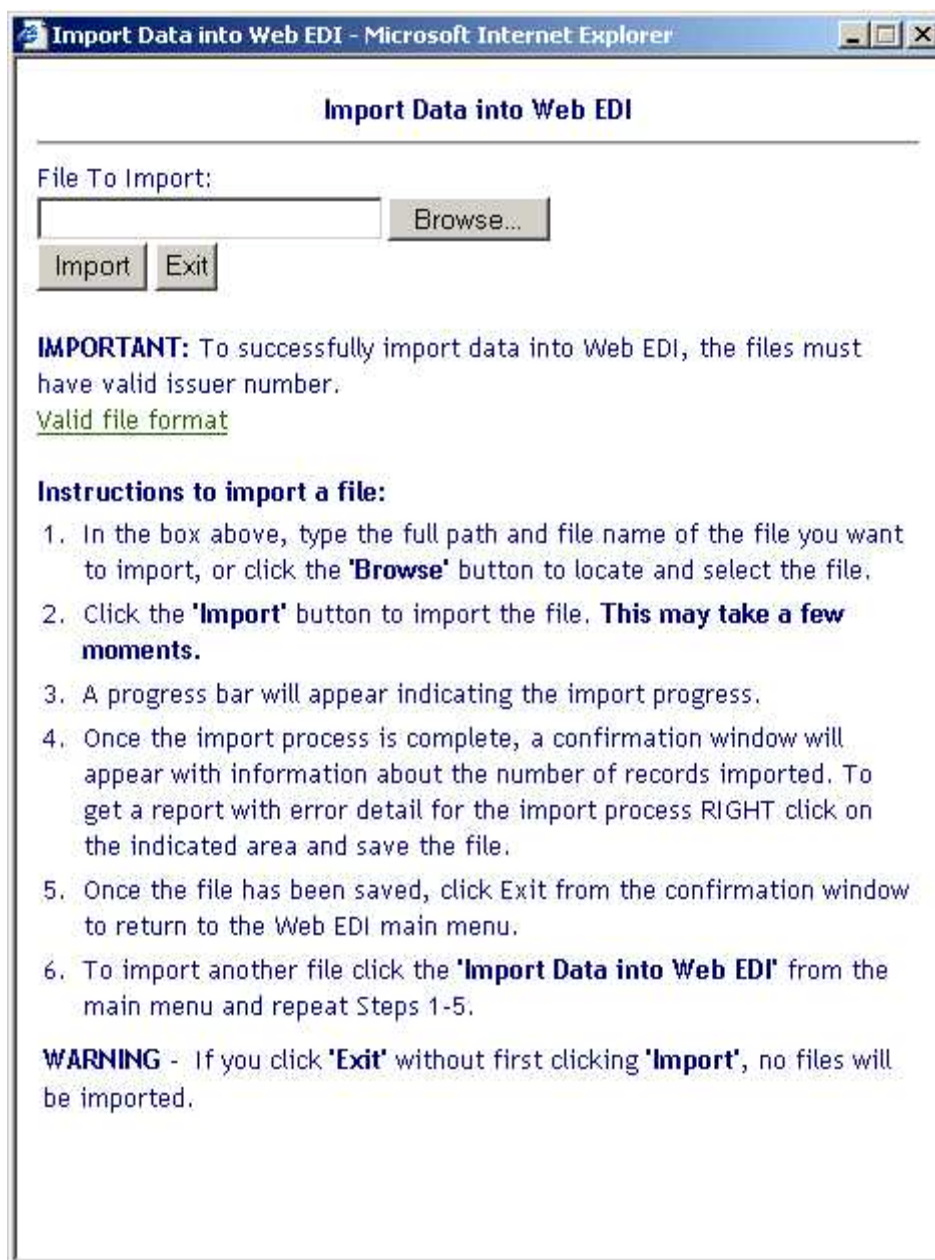 Import Data into Web EDI - Microsoft Internet Explorer
Import Data into Web EDI
File To Import:
Browse...
Import Exit
IMPORTANT: To successfully import data into Web EDI, the files must
have valid issuer number.
Valid file format
Instructions to import a file:
1. In the box above, type the full path and file name of the file you want
to import, or click the 'Browse' button to locate and select the file.
2. Click the 'Import' button to import the file. This may take a few
moments.
3. A progress bar will appear indicating the import progress.
4. Once the import process is complete, a confirmation window will
appear with information about the number of records imported. To
get a report with error detail for the import process RIGHT click on
the indicated area and save the file.
5. Once the file has been saved, click Exit from the confirmation window
to return to the Web EDI main menu.
6. To import another file click the 'Import Data into Web EDI' from the
main menu and repeat Steps 1-5.
WARNING - If you click 'Exit' without first clicking 'Import', no files will
be imported.